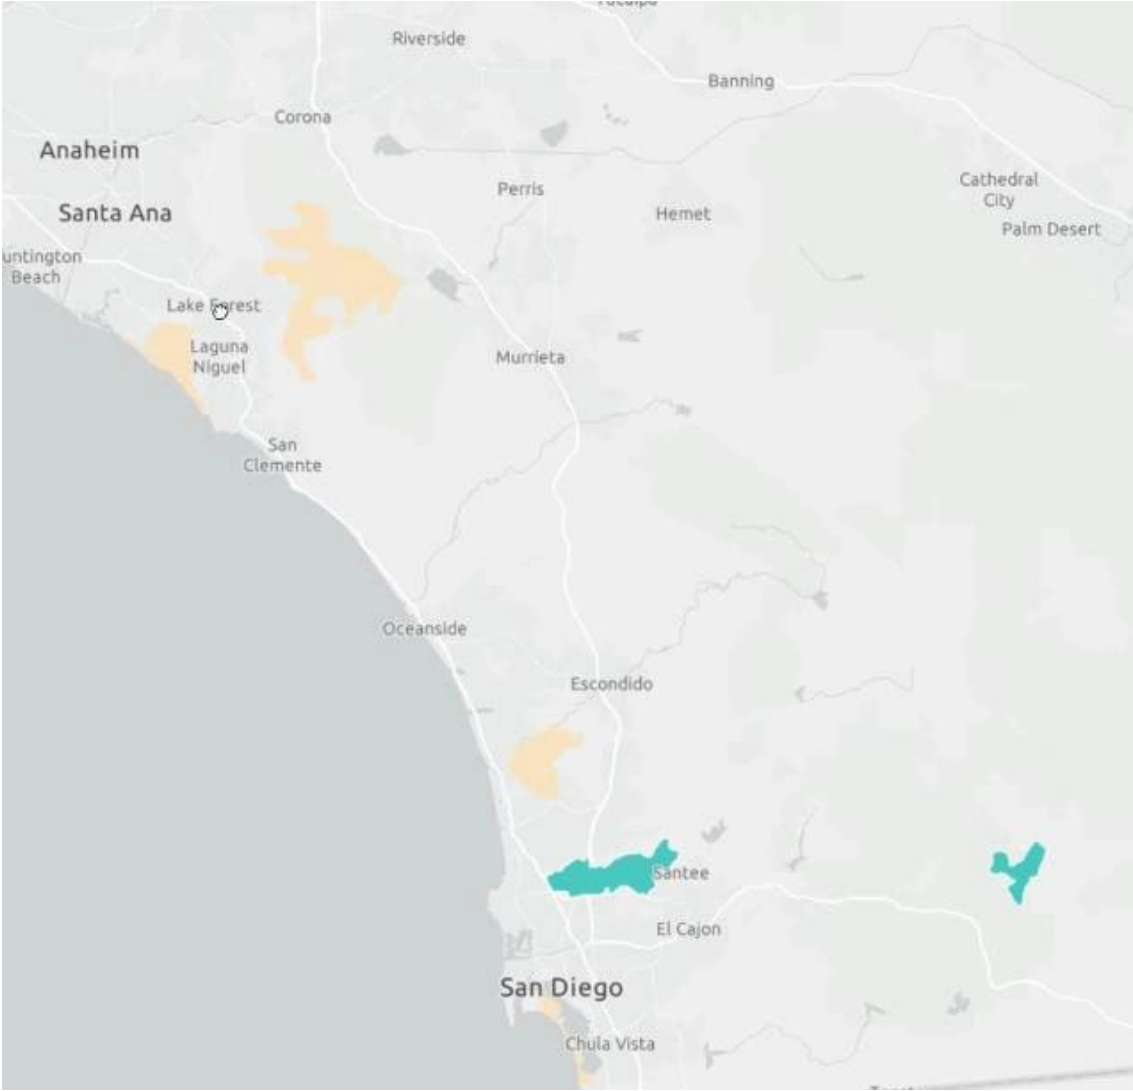 Riverside
Banning
Corona
Anaheim
Cathedral
City
Perris
Santa Ana
Hemet
Palm Desert
untington
Beach
Lake Forest
Laguna
Niguel
Murrieta
San
Clemente
Oceanside
Escondido
Santee
El Cajon
San Diego
Chula Vista